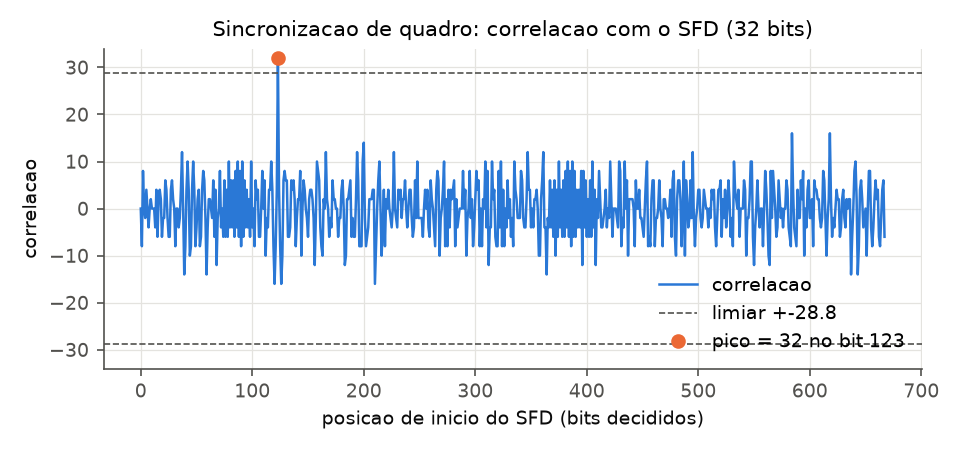 Sincronizacao de quadro: correlacao com o SFD (32 bits)
30
20
10
0
−10
−20
−30
correlacao
correlacao
limiar +-28.8
pico = 32 no bit 123
0 100 200 300 400 500 600 700
posicao de inicio do SFD (bits decididos)